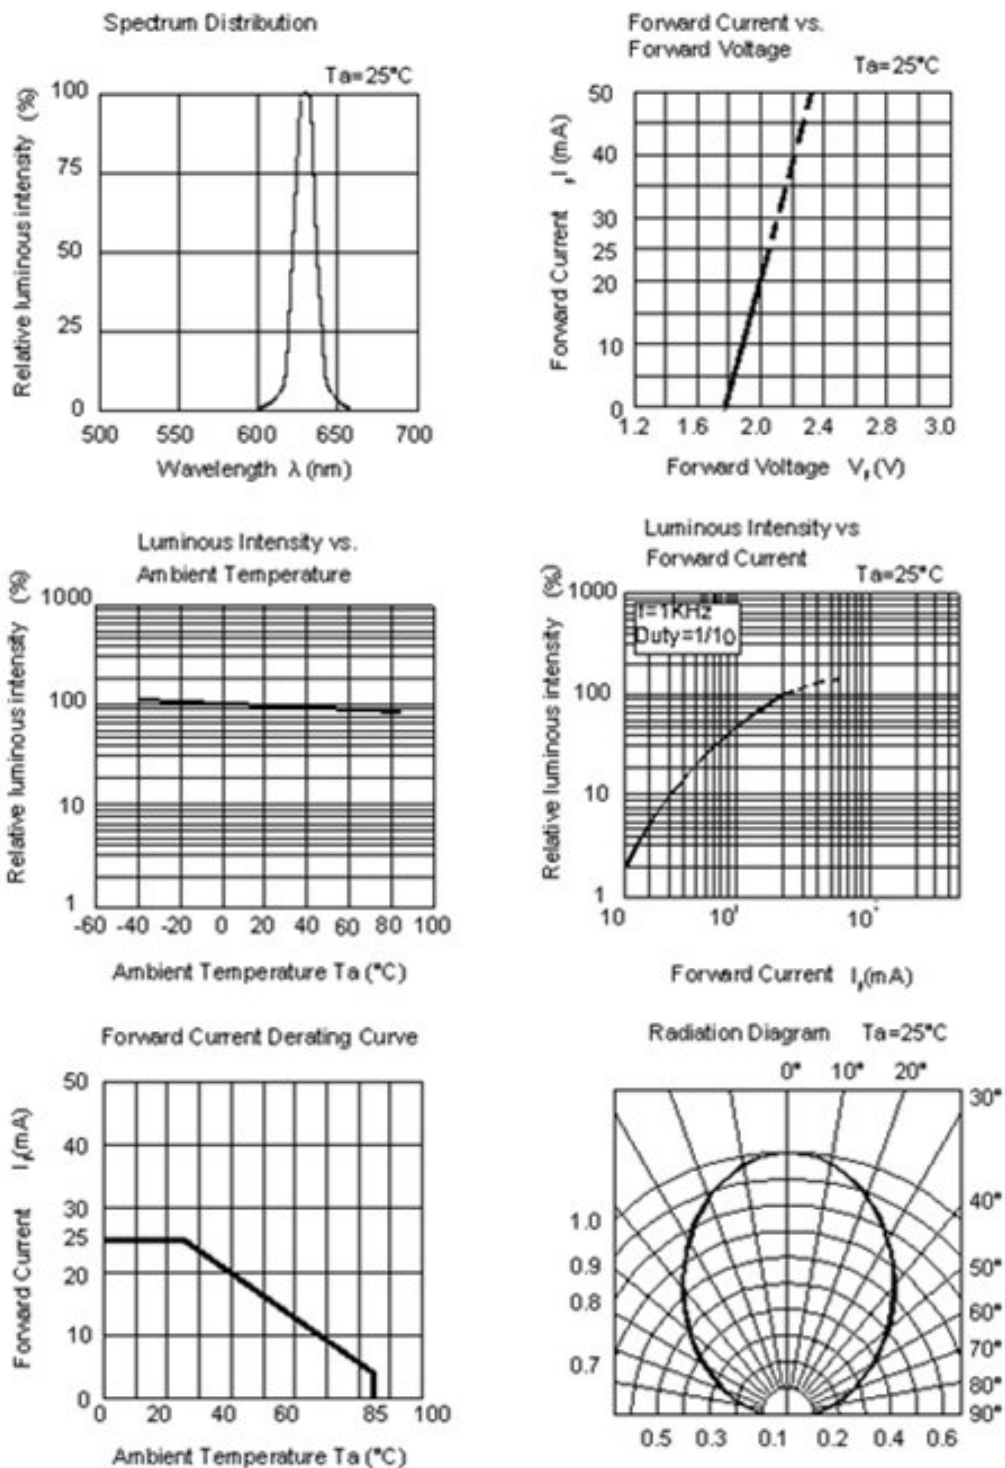 Spectrum Distribution
Ta=25°C
Relative luminous intensity (%)
100
75
50
25
0
500 550 600 650 700
Wavelength λ (nm)
Forward Current vs.
Forward Voltage
Ta=25°C
Forward Current If (mA)
50
40
30
25
20
10
0
1.2 1.6 2.0 2.4 2.8 3.0
Forward Voltage Vf (V)
Luminous Intensity vs.
Ambient Temperature
Relative luminous intensity (%)
1000
100
10
1
-60 -40 -20 0 20 40 60 80 100
Ambient Temperature Ta (°C)
Luminous Intensity vs
Forward Current
Ta=25°C
f=1KHz
Duty=1/10
Relative luminous intensity (%)
1000
100
10
1
10 10¹ 10
Forward Current If(mA)
Forward Current Derating Curve
Forward Current If(mA)
50
40
30
25
20
10
0
0 20 40 60 85 100
Ambient Temperature Ta (°C)
Radiation Diagram Ta=25°C
0° 10° 20°
30°
40°
50°
60°
70°
80°
90°
1.0
0.9
0.8
0.7
0.5 0.3 0.1 0.2 0.4 0.6